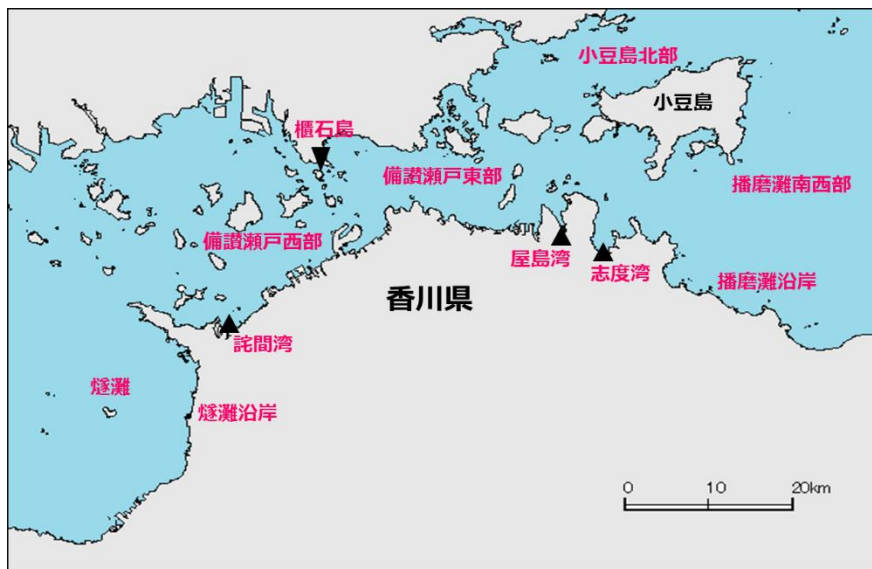 小豆島北部
小豆島
櫃石島
備讃瀬戸東部
播磨灘南西部
備讃瀬戸西部
屋島湾
志度湾
播磨灘沿岸
香川県
詫間湾
燧灘
燧灘沿岸
0 10 20km